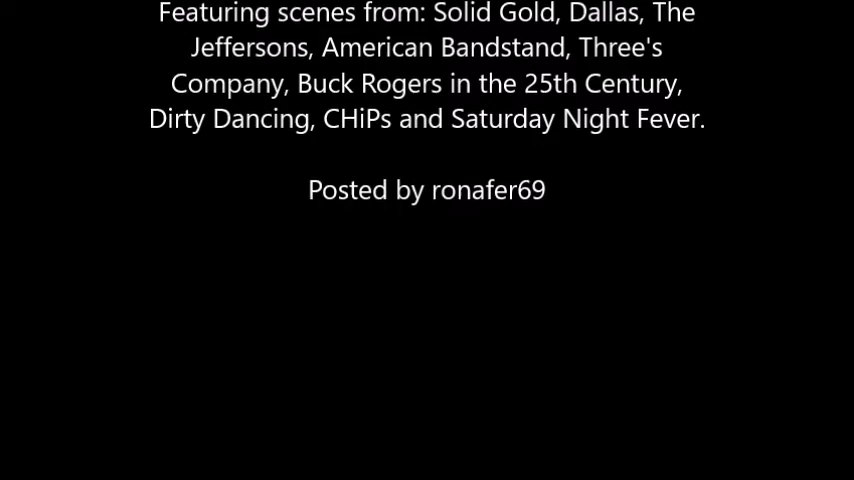 Featuring scenes from: Solid Gold, Dallas, The
Jeffersons, American Bandstand, Three's
Company, Buck Rogers in the 25th Century,
Dirty Dancing, CHiPs and Saturday Night Fever.
Posted by ronafer69